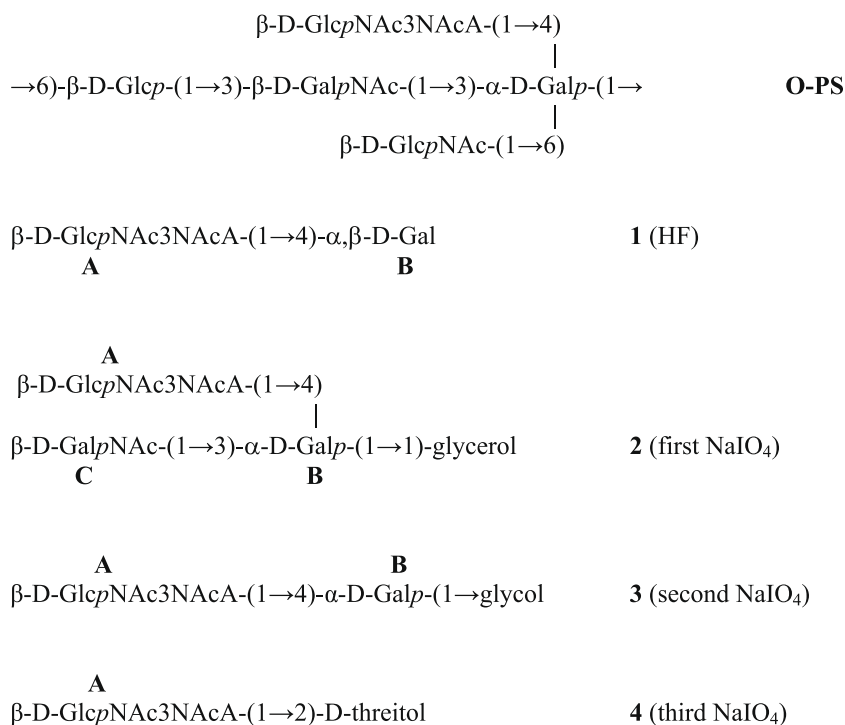 β-D-GlcpNAc3NAcA-(1→4)
→6)-β-D-Glcp-(1→3)-β-D-GalpNAc-(1→3)-α-D-Galp-(1→ O-PS
β-D-GlcpNAc-(1→6)
β-D-GlcpNAc3NAcA-(1→4)-α,β-D-Gal 1 (HF)
A B
A
β-D-GlcpNAc3NAcA-(1→4)
β-D-GalpNAc-(1→3)-α-D-Galp-(1→1)-glycerol 2 (first NaIO₄)
C B
A B
β-D-GlcpNAc3NAcA-(1→4)-α-D-Galp-(1→glycol 3 (second NaIO₄)
A
β-D-GlcpNAc3NAcA-(1→2)-D-threitol 4 (third NaIO₄)